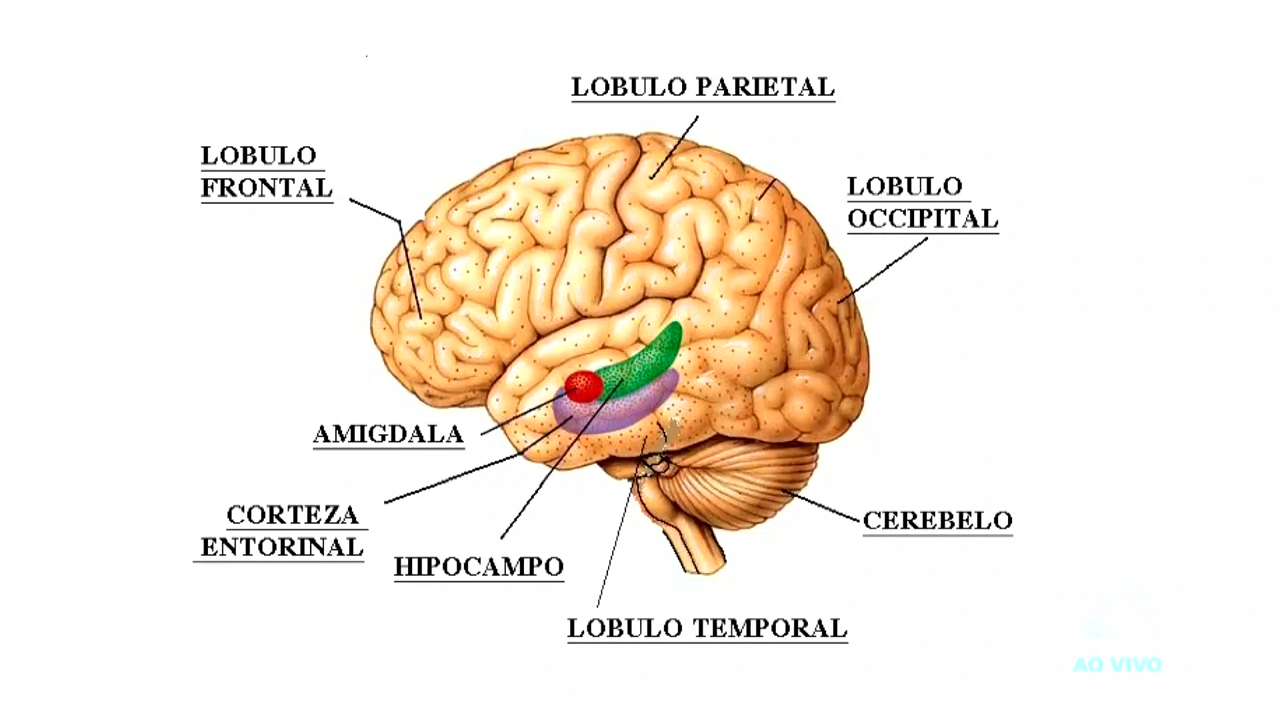 LOBULO PARIETAL
LOBULO
FRONTAL
LOBULO
OCCIPITAL
AMIGDALA
CORTEZA
ENTORINAL
HIPOCAMPO
CEREBELO
LOBULO TEMPORAL
AO VIVO